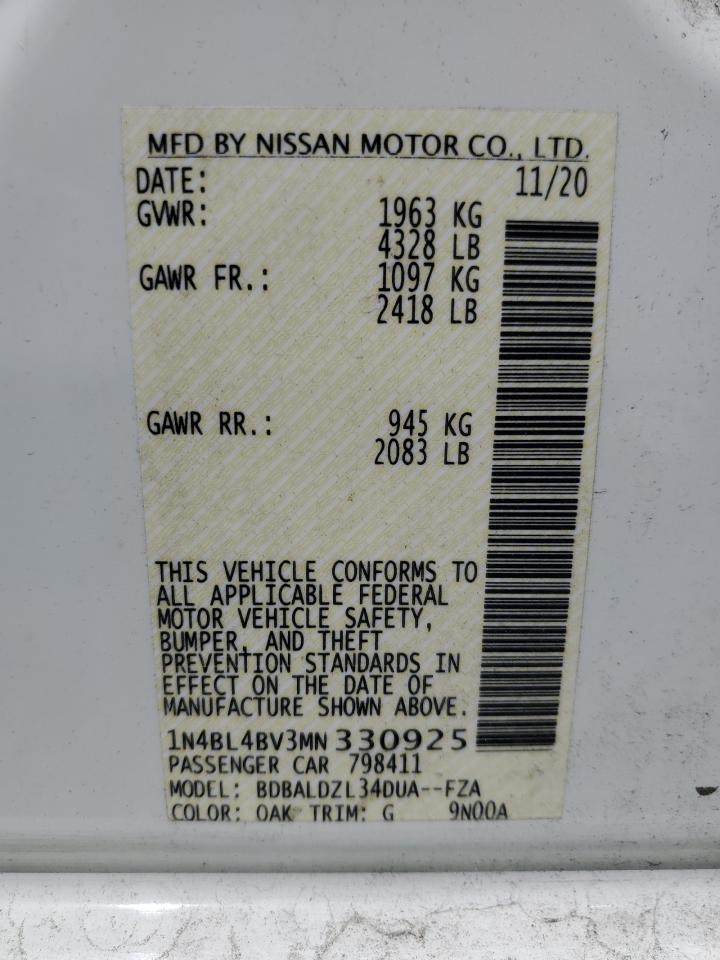 MFD BY NISSAN MOTOR CO., LTD.
DATE: 11/20
GVWR: 1963 KG
4328 LB
GAWR FR.: 1097 KG
2418 LB
GAWR RR.: 945 KG
2083 LB
THIS VEHICLE CONFORMS TO
ALL APPLICABLE FEDERAL
MOTOR VEHICLE SAFETY,
BUMPER, AND THEFT
PREVENTION STANDARDS IN
EFFECT ON THE DATE OF
MANUFACTURE SHOWN ABOVE.
1N4BL4BV3MN330925
PASSENGER CAR 798411
MODEL: BDBALDZL34DUA--FZA
COLOR: QAK TRIM: G 9N00A